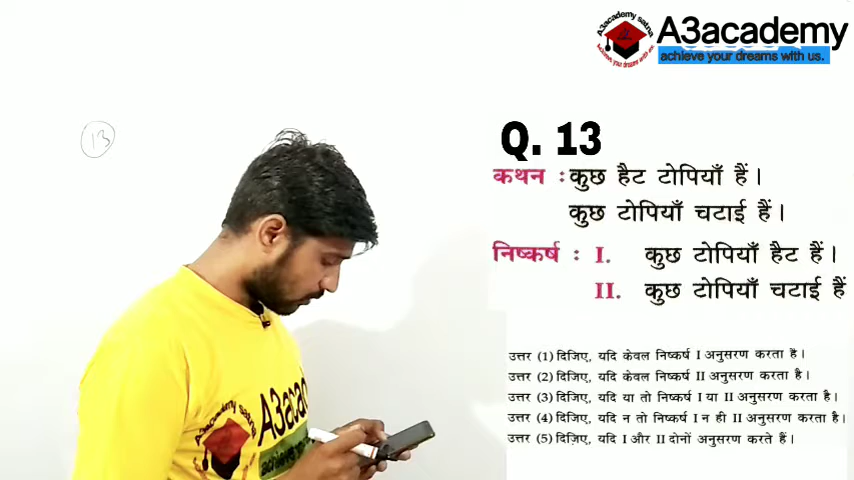 A3academy satna
A3academy
achieve your dreams with us.
13
Q. 13
कथन : कुछ हैट टोपियाँ हैं।
कुछ टोपियाँ चटाई हैं।
निष्कर्ष : I. कुछ टोपियाँ हैट हैं।
II. कुछ टोपियाँ चटाई हैं
उत्तर (1) दिजिए, यदि केवल निष्कर्ष I अनुसरण करता है।
उत्तर (2) दिजिए, यदि केवल निष्कर्ष II अनुसरण करता है।
उत्तर (3) दिजिए, यदि या तो निष्कर्ष I या II अनुसरण करता है।
उत्तर (4) दिजिए, यदि न तो निष्कर्ष I न ही II अनुसरण करता है।
उत्तर (5) दिज़िए, यदि I और II दोनों अनुसरण करते हैं।
A3acad
A3academy satna